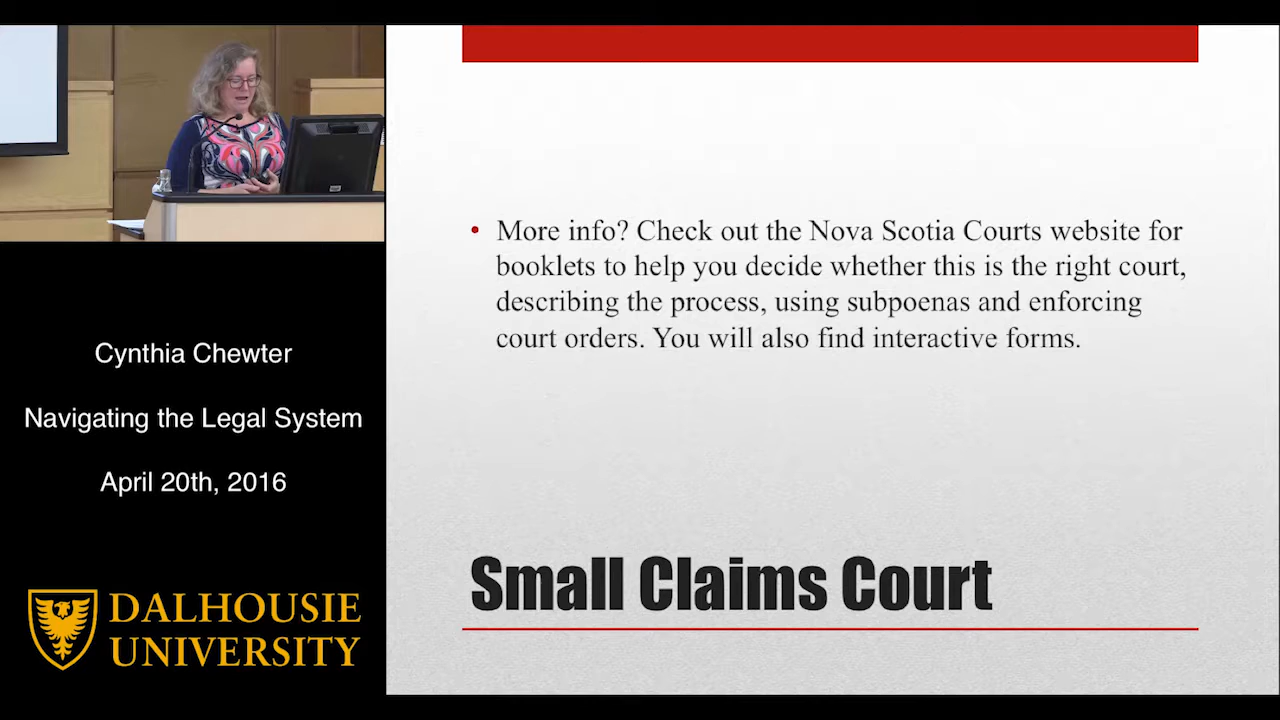 Cynthia Chewter
Navigating the Legal System
April 20th, 2016
DALHOUSIE
UNIVERSITY
• More info? Check out the Nova Scotia Courts website for
booklets to help you decide whether this is the right court,
describing the process, using subpoenas and enforcing
court orders. You will also find interactive forms.
Small Claims Court